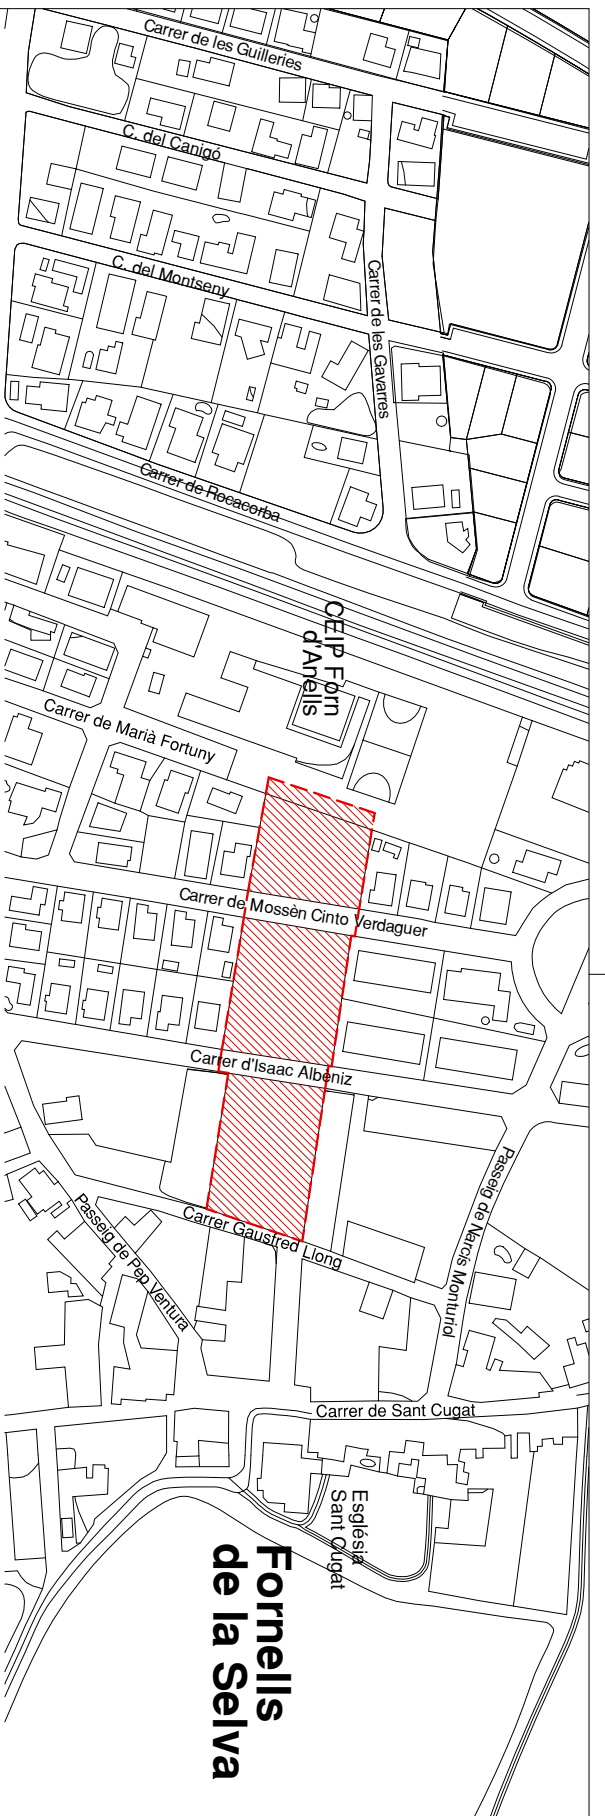 Carrer de les Guilleries
C. del Canigó
C. del Montseny
Carrer de les Gavarres
Carrer de Rocacorba
CEIP Forn
d'Anells
Carrer de Marià Fortuny
Carrer de Mossèn Cinto Verdaguer
Carrer d'Isaac Albéniz
Passeig de Narcís Monturiol
Carrer Gausfred Llong
Passeig de Pep Ventura
Carrer de Sant Cugat
Església
Sant Cugat
Fornells
de la Selva